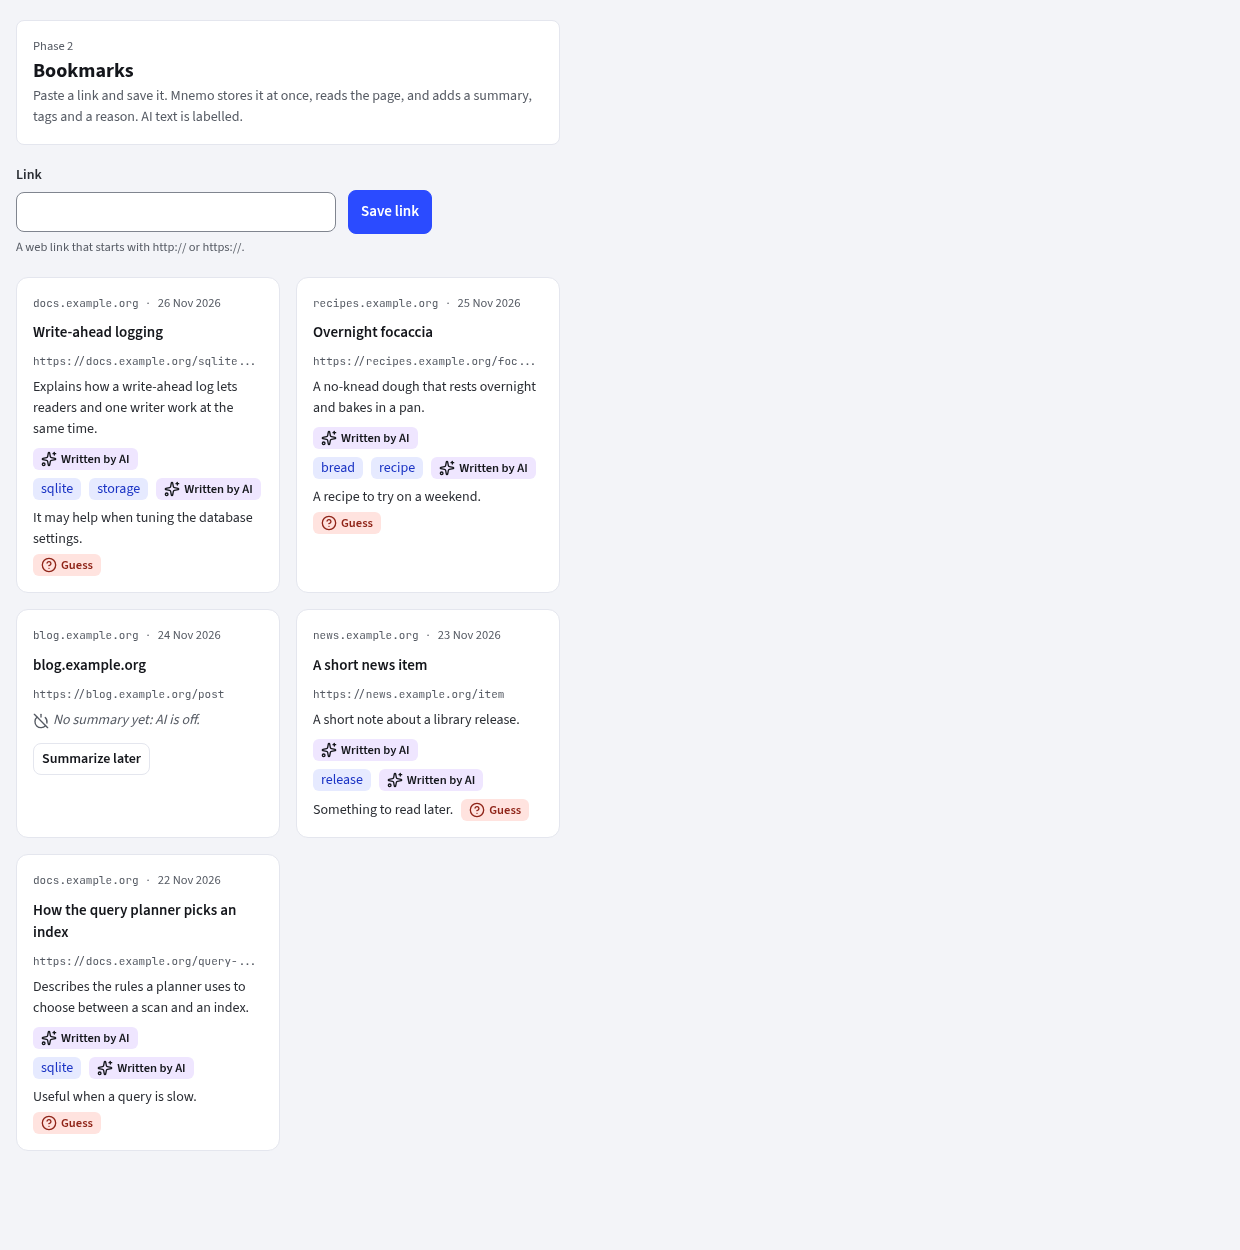 Phase 2
Bookmarks
Paste a link and save it. Mnemo stores it at once, reads the page, and adds a summary,
tags and a reason. AI text is labelled.
Link
Save link
A web link that starts with http:// or https://.
docs.example.org · 26 Nov 2026
Write-ahead logging
https://docs.example.org/sqlite...
Explains how a write-ahead log lets
readers and one writer work at the
same time.
Written by AI
sqlite storage Written by AI
It may help when tuning the database
settings.
Guess
recipes.example.org · 25 Nov 2026
Overnight focaccia
https://recipes.example.org/foc...
A no-knead dough that rests overnight
and bakes in a pan.
Written by AI
bread recipe Written by AI
A recipe to try on a weekend.
Guess
blog.example.org · 24 Nov 2026
blog.example.org
https://blog.example.org/post
No summary yet: AI is off.
Summarize later
news.example.org · 23 Nov 2026
A short news item
https://news.example.org/item
A short note about a library release.
Written by AI
release Written by AI
Something to read later. Guess
docs.example.org · 22 Nov 2026
How the query planner picks an
index
https://docs.example.org/query-...
Describes the rules a planner uses to
choose between a scan and an index.
Written by AI
sqlite Written by AI
Useful when a query is slow.
Guess